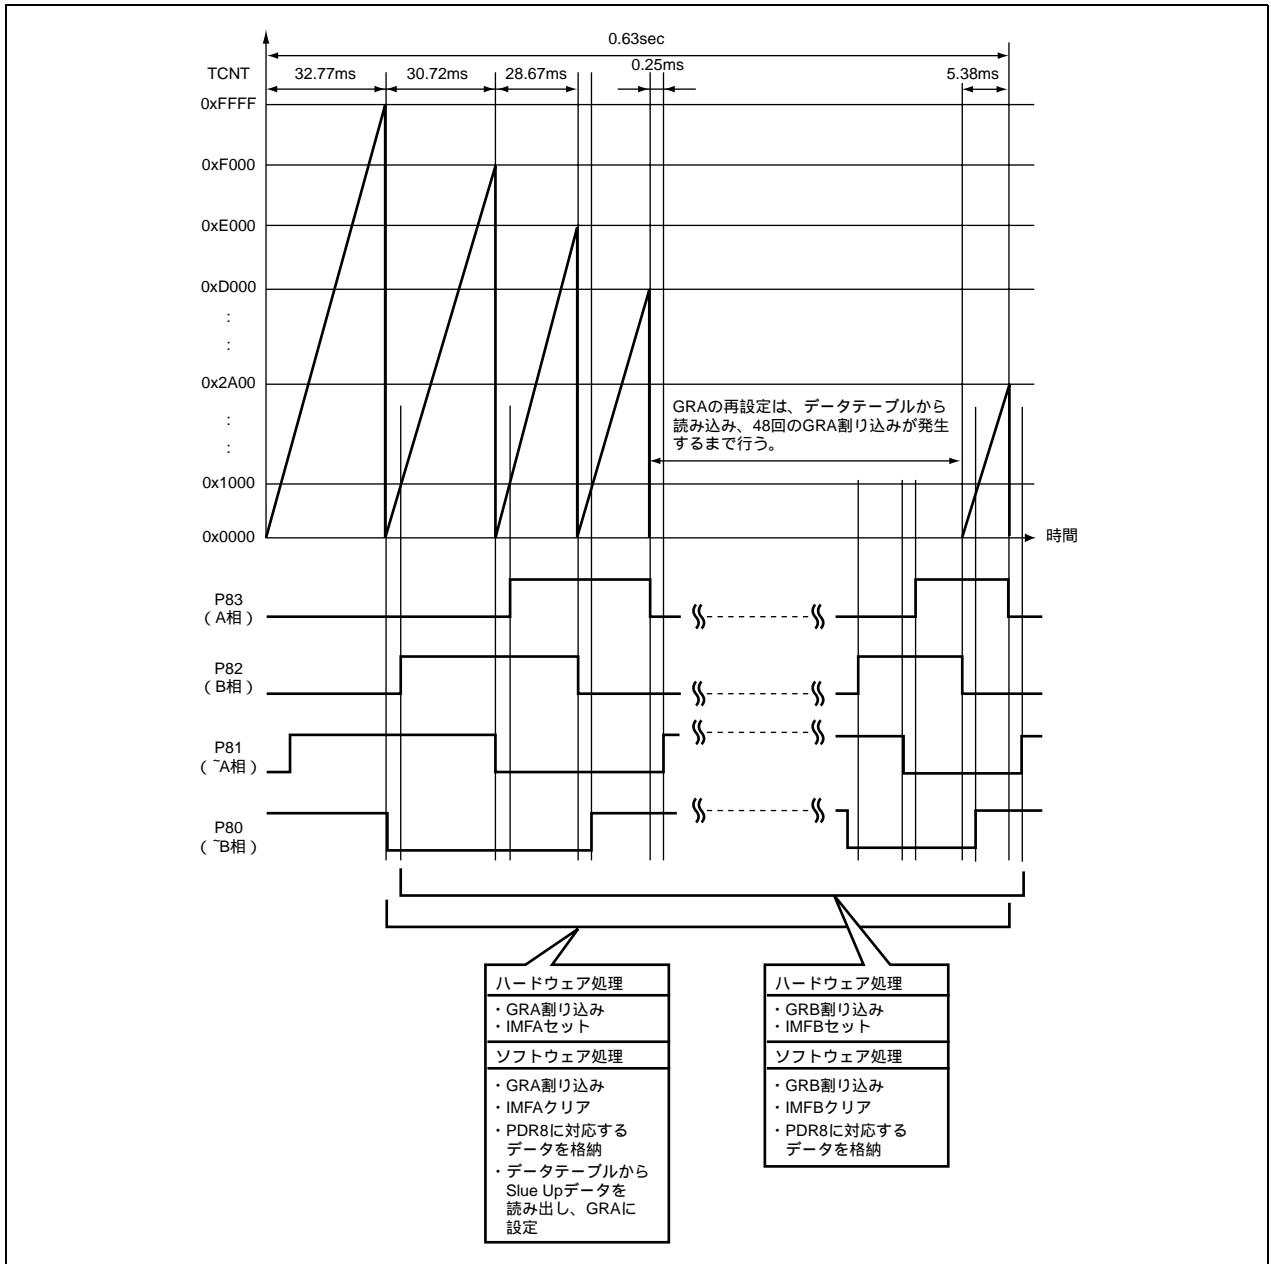 0.63sec
TCNT
32.77ms
30.72ms
28.67ms
0.25ms
5.38ms
0xFFFF
0xF000
0xE000
0xD000
:
:
0x2A00
GRAの再設定は、データテーブルから
読み込み、48回のGRA割り込みが発生
するまで行う。
:
:
0x1000
0x0000
時間
P83
(A相)
P82
(B相)
P81
(~A相)
P80
(~B相)
ハードウェア処理
・GRA割り込み
・IMFAセット
ソフトウェア処理
・GRA割り込み
・IMFAクリア
・PDR8に対応する
データを格納
・データテーブルから
Slue Upデータを
読み出し、GRAに
設定
ハードウェア処理
・GRB割り込み
・IMFBセット
ソフトウェア処理
・GRB割り込み
・IMFBクリア
・PDR8に対応する
データを格納